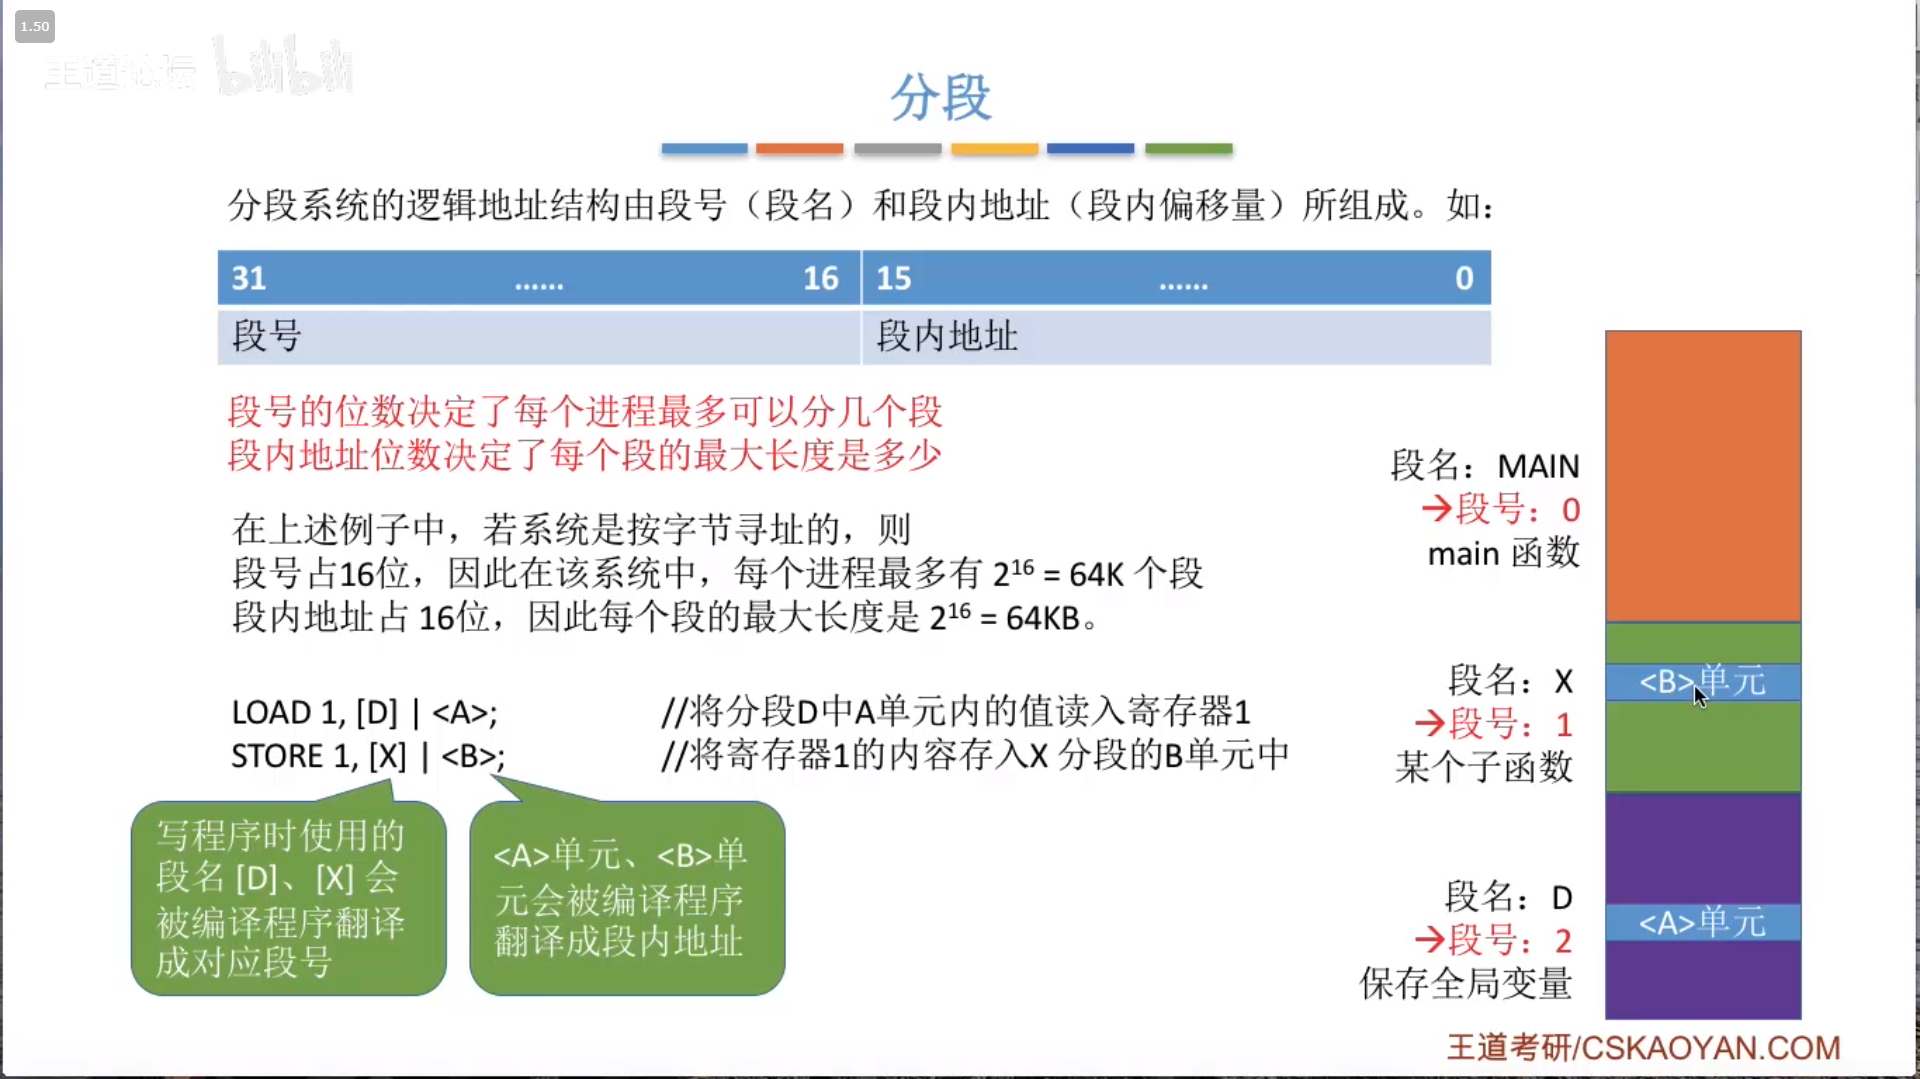 1.50
王道论坛 bilibili
分段
分段系统的逻辑地址结构由段号（段名）和段内地址（段内偏移量）所组成。如：
31 …… 16 15 …… 0
段号 段内地址
段号的位数决定了每个进程最多可以分几个段
段内地址位数决定了每个段的最大长度是多少
在上述例子中，若系统是按字节寻址的，则
段号占16位，因此在该系统中，每个进程最多有 2¹⁶ = 64K 个段
段内地址占 16位，因此每个段的最大长度是 2¹⁶ = 64KB。
LOAD 1, [D] | <A>; //将分段D中A单元内的值读入寄存器1
STORE 1, [X] | <B>; //将寄存器1的内容存入X 分段的B单元中
写程序时使用的
段名 [D]、[X] 会
被编译程序翻译
成对应段号
<A>单元、<B>单
元会被编译程序
翻译成段内地址
段名：MAIN
→段号：0
main 函数
段名：X
→段号：1
某个子函数
<B>单元
段名：D
→段号：2
保存全局变量
<A>单元
王道考研/CSKAOYAN.COM